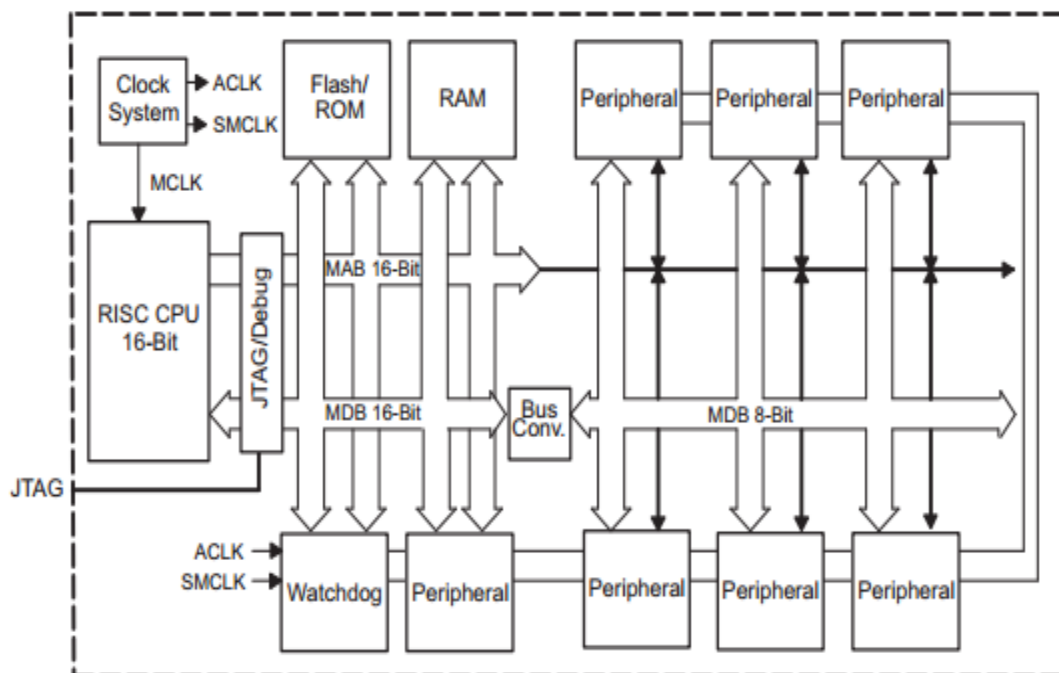 Clock
System
ACLK
SMCLK
MCLK
Flash/
ROM
RAM
Peripheral
Peripheral
Peripheral
RISC CPU
16-Bit
JTAG/Debug
MAB 16-Bit
MDB 16-Bit
Bus
Conv.
MDB 8-Bit
JTAG
ACLK
SMCLK
Watchdog
Peripheral
Peripheral
Peripheral
Peripheral